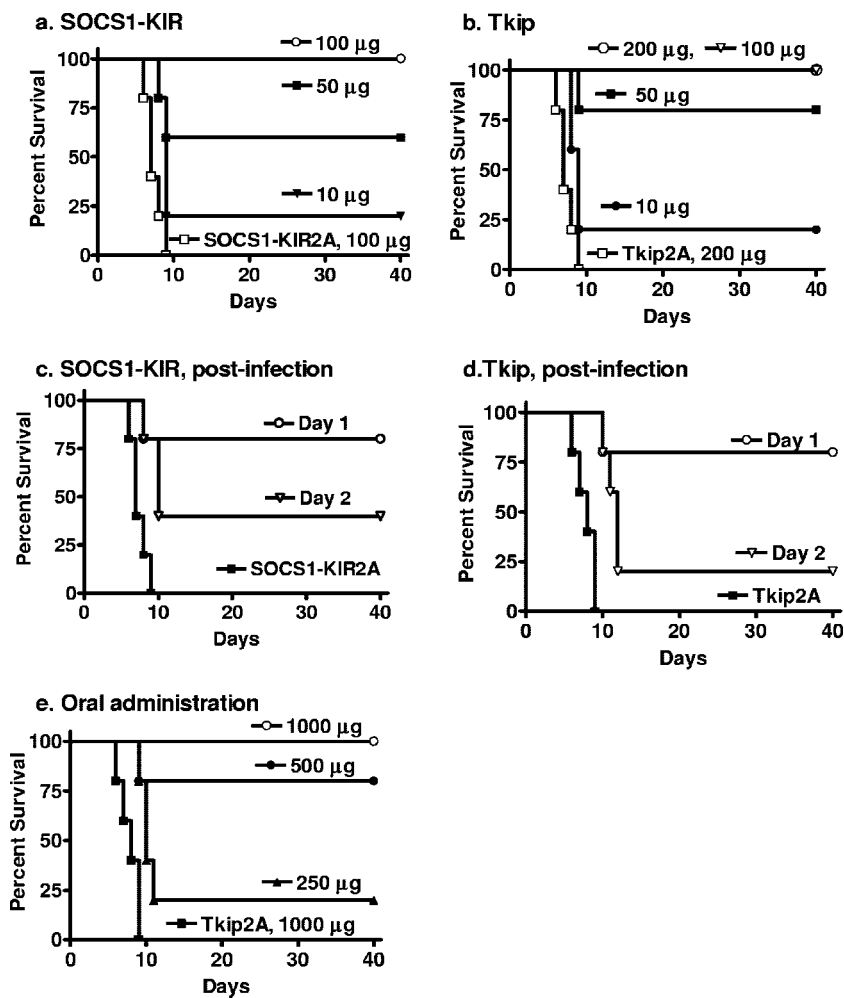 a. SOCS1-KIR
100 μg
50 μg
10 μg
SOCS1-KIR2A, 100 μg
Percent Survival
100
75
50
25
0
0 10 20 30 40
Days
b. Tkip
200 μg, 100 μg
50 μg
10 μg
Tkip2A, 200 μg
Percent Survival
100
75
50
25
0
0 10 20 30 40
Days
c. SOCS1-KIR, post-infection
Day 1
Day 2
SOCS1-KIR2A
Percent Survival
100
75
50
25
0
0 10 20 30 40
Days
d.Tkip, post-infection
Day 1
Day 2
Tkip2A
Percent Survival
100
75
50
25
0
0 10 20 30 40
Days
e. Oral administration
1000 μg
500 μg
250 μg
Tkip2A, 1000 μg
Percent Survival
100
75
50
25
0
0 10 20 30 40
Days